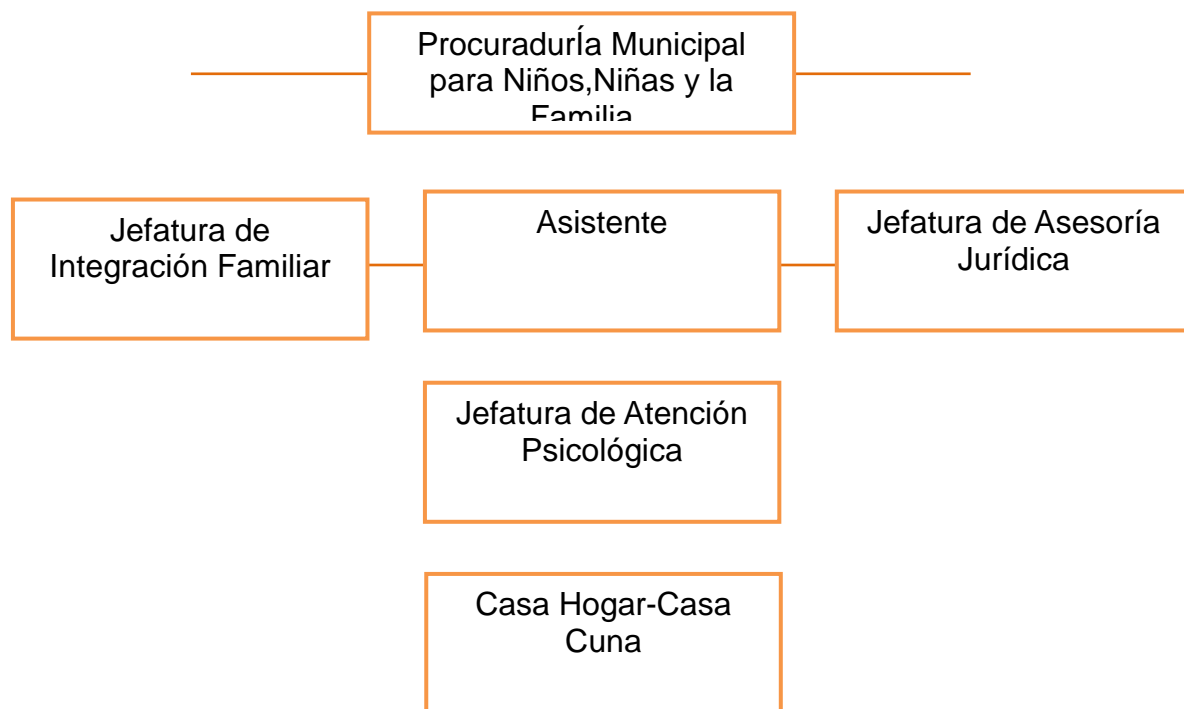 ProcuradurÍa Municipal
para Niños,Niñas y la
Familia
Jefatura de
Integración Familiar
Asistente
Jefatura de Asesoría
Jurídica
Jefatura de Atención
Psicológica
Casa Hogar-Casa
Cuna